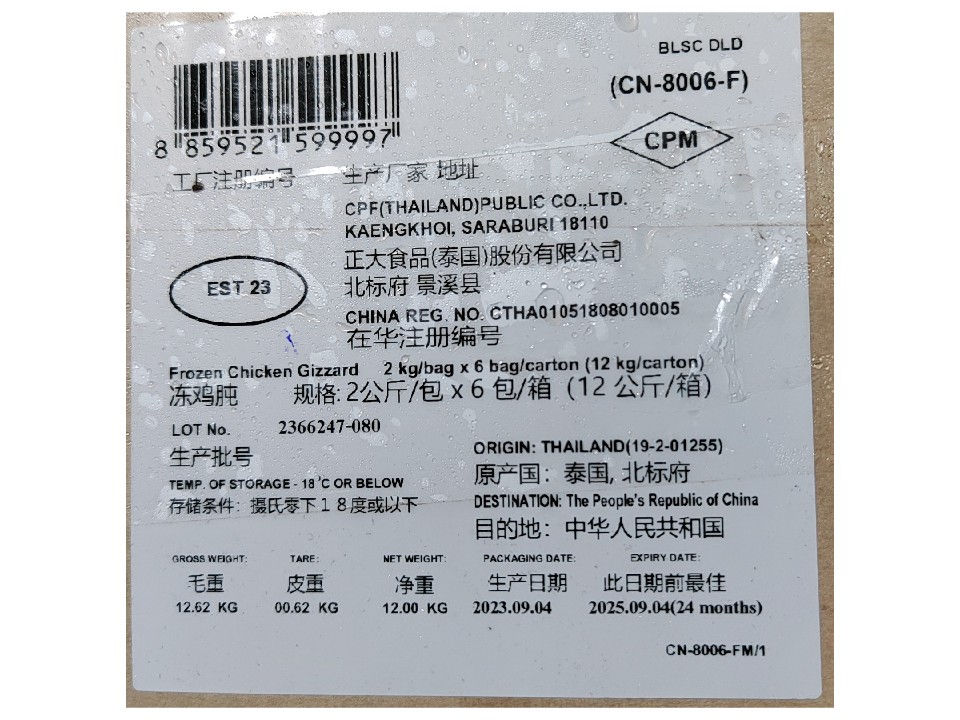 BLSC DLD
(CN-8006-F)
CPM
8 859521 599997
工厂注册编号
生产厂家 地址
CPF(THAILAND)PUBLIC CO.,LTD.
KAENGKHOI, SARABURI 18110
正大食品(泰国)股份有限公司
北标府 景溪县
EST 23
CHINA REG. NO. CTHA01051808010005
在华注册编号
Frozen Chicken Gizzard 2 kg/bag x 6 bag/carton (12 kg/carton)
冻鸡肫 规格: 2公斤/包 x 6 包/箱 (12 公斤/箱)
LOT No. 2366247-080
生产批号
ORIGIN: THAILAND(19-2-01255)
原产国: 泰国, 北标府
TEMP. OF STORAGE - 18 °C OR BELOW
存储条件: 摄氏零下18度或以下
DESTINATION: The People's Republic of China
目的地: 中华人民共和国
GROSS WEIGHT: TARE: NET WEIGHT: PACKAGING DATE: EXPIRY DATE:
毛重 皮重 净重 生产日期 此日期前最佳
12.62 KG 00.62 KG 12.00 KG 2023.09.04 2025.09.04(24 months)
CN-8006-FM/1